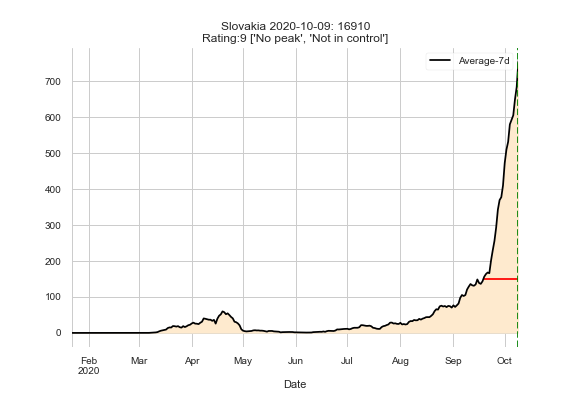 Slovakia 2020-10-09: 16910
Rating:9 ['No peak', 'Not in control']
Average-7d
700
600
500
400
300
200
100
0
Feb Mar Apr May Jun Jul Aug Sep Oct
2020
Date